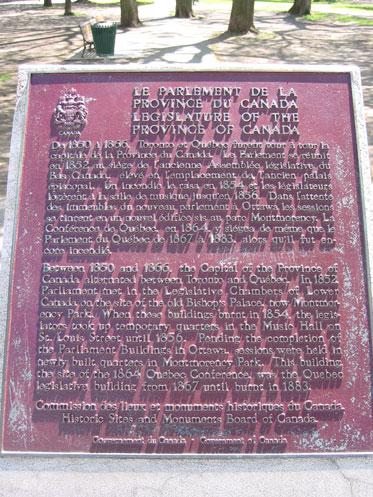 CANADA
LE PARLEMENT DE LA
PROVINCE DU CANADA
LEGISLATURE OF THE
PROVINCE OF CANADA
De 1850 à 1866, Toronto et Québec furent tour à tour la
capitale de la Province du Canada. Le Parlement se réunit
en 1852, au siège de l'ancienne Assemblée législative du
Bas-Canada, élevé à l'emplacement de l'ancien palais
épiscopal. Un incendie le rasa en 1854 et les législateurs
logèrent à la salle de musique jusqu'en 1856. Dans l'attente
des immeubles du nouveau parlement à Ottawa, les sessions
se tinrent en un nouvel édifice sis au parc Montmorency. La
Conférence de Québec, en 1864, y siégea de même que le
Parlement du Québec de 1867 à 1883, alors qu'il fut en-
core incendié.
Between 1850 and 1866, the Capital of the Province of
Canada alternated between Toronto and Quebec. In 1852
Parliament met in the Legislative Chambers of Lower
Canada, on the site of the old Bishop's Palace, now Montmor-
ency Park. When these buildings burnt in 1854, the legis-
lators took up temporary quarters in the Music Hall on
St. Louis Street until 1856. Pending the completion of
the Parliament Buildings in Ottawa, sessions were held in
newly built quarters in Montmorency Park. This building,
the site of the 1864 Quebec Conference, was the Quebec
legislative building from 1867 until burnt in 1883.
Commission des lieux et monuments historiques du Canada.
Historic Sites and Monuments Board of Canada.
Gouvernement du Canada - Government of Canada